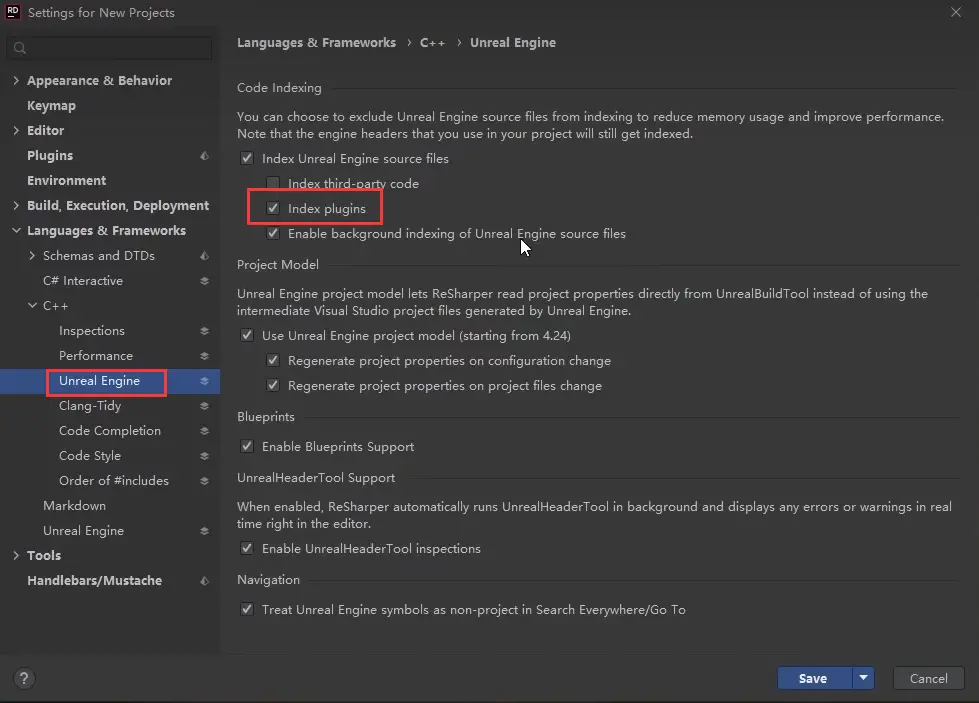 RD Settings for New Projects
Appearance & Behavior
Keymap
Editor
Plugins
Environment
Build, Execution, Deployment
Languages & Frameworks
Schemas and DTDs
C# Interactive
C++
Inspections
Performance
Unreal Engine
Clang-Tidy
Code Completion
Code Style
Order of #includes
Markdown
Unreal Engine
Tools
Handlebars/Mustache
Languages & Frameworks › C++ › Unreal Engine
Code Indexing
You can choose to exclude Unreal Engine source files from indexing to reduce memory usage and improve performance.
Note that the engine headers that you use in your project will still get indexed.
Index Unreal Engine source files
Index third-party code
Index plugins
Enable background indexing of Unreal Engine source files
Project Model
Unreal Engine project model lets ReSharper read project properties directly from UnrealBuildTool instead of using the
intermediate Visual Studio project files generated by Unreal Engine.
Use Unreal Engine project model (starting from 4.24)
Regenerate project properties on configuration change
Regenerate project properties on project files change
Blueprints
Enable Blueprints Support
UnrealHeaderTool Support
When enabled, ReSharper automatically runs UnrealHeaderTool in background and displays any errors or warnings in real
time right in the editor.
Enable UnrealHeaderTool inspections
Navigation
Treat Unreal Engine symbols as non-project in Search Everywhere/Go To
?
Save
Cancel